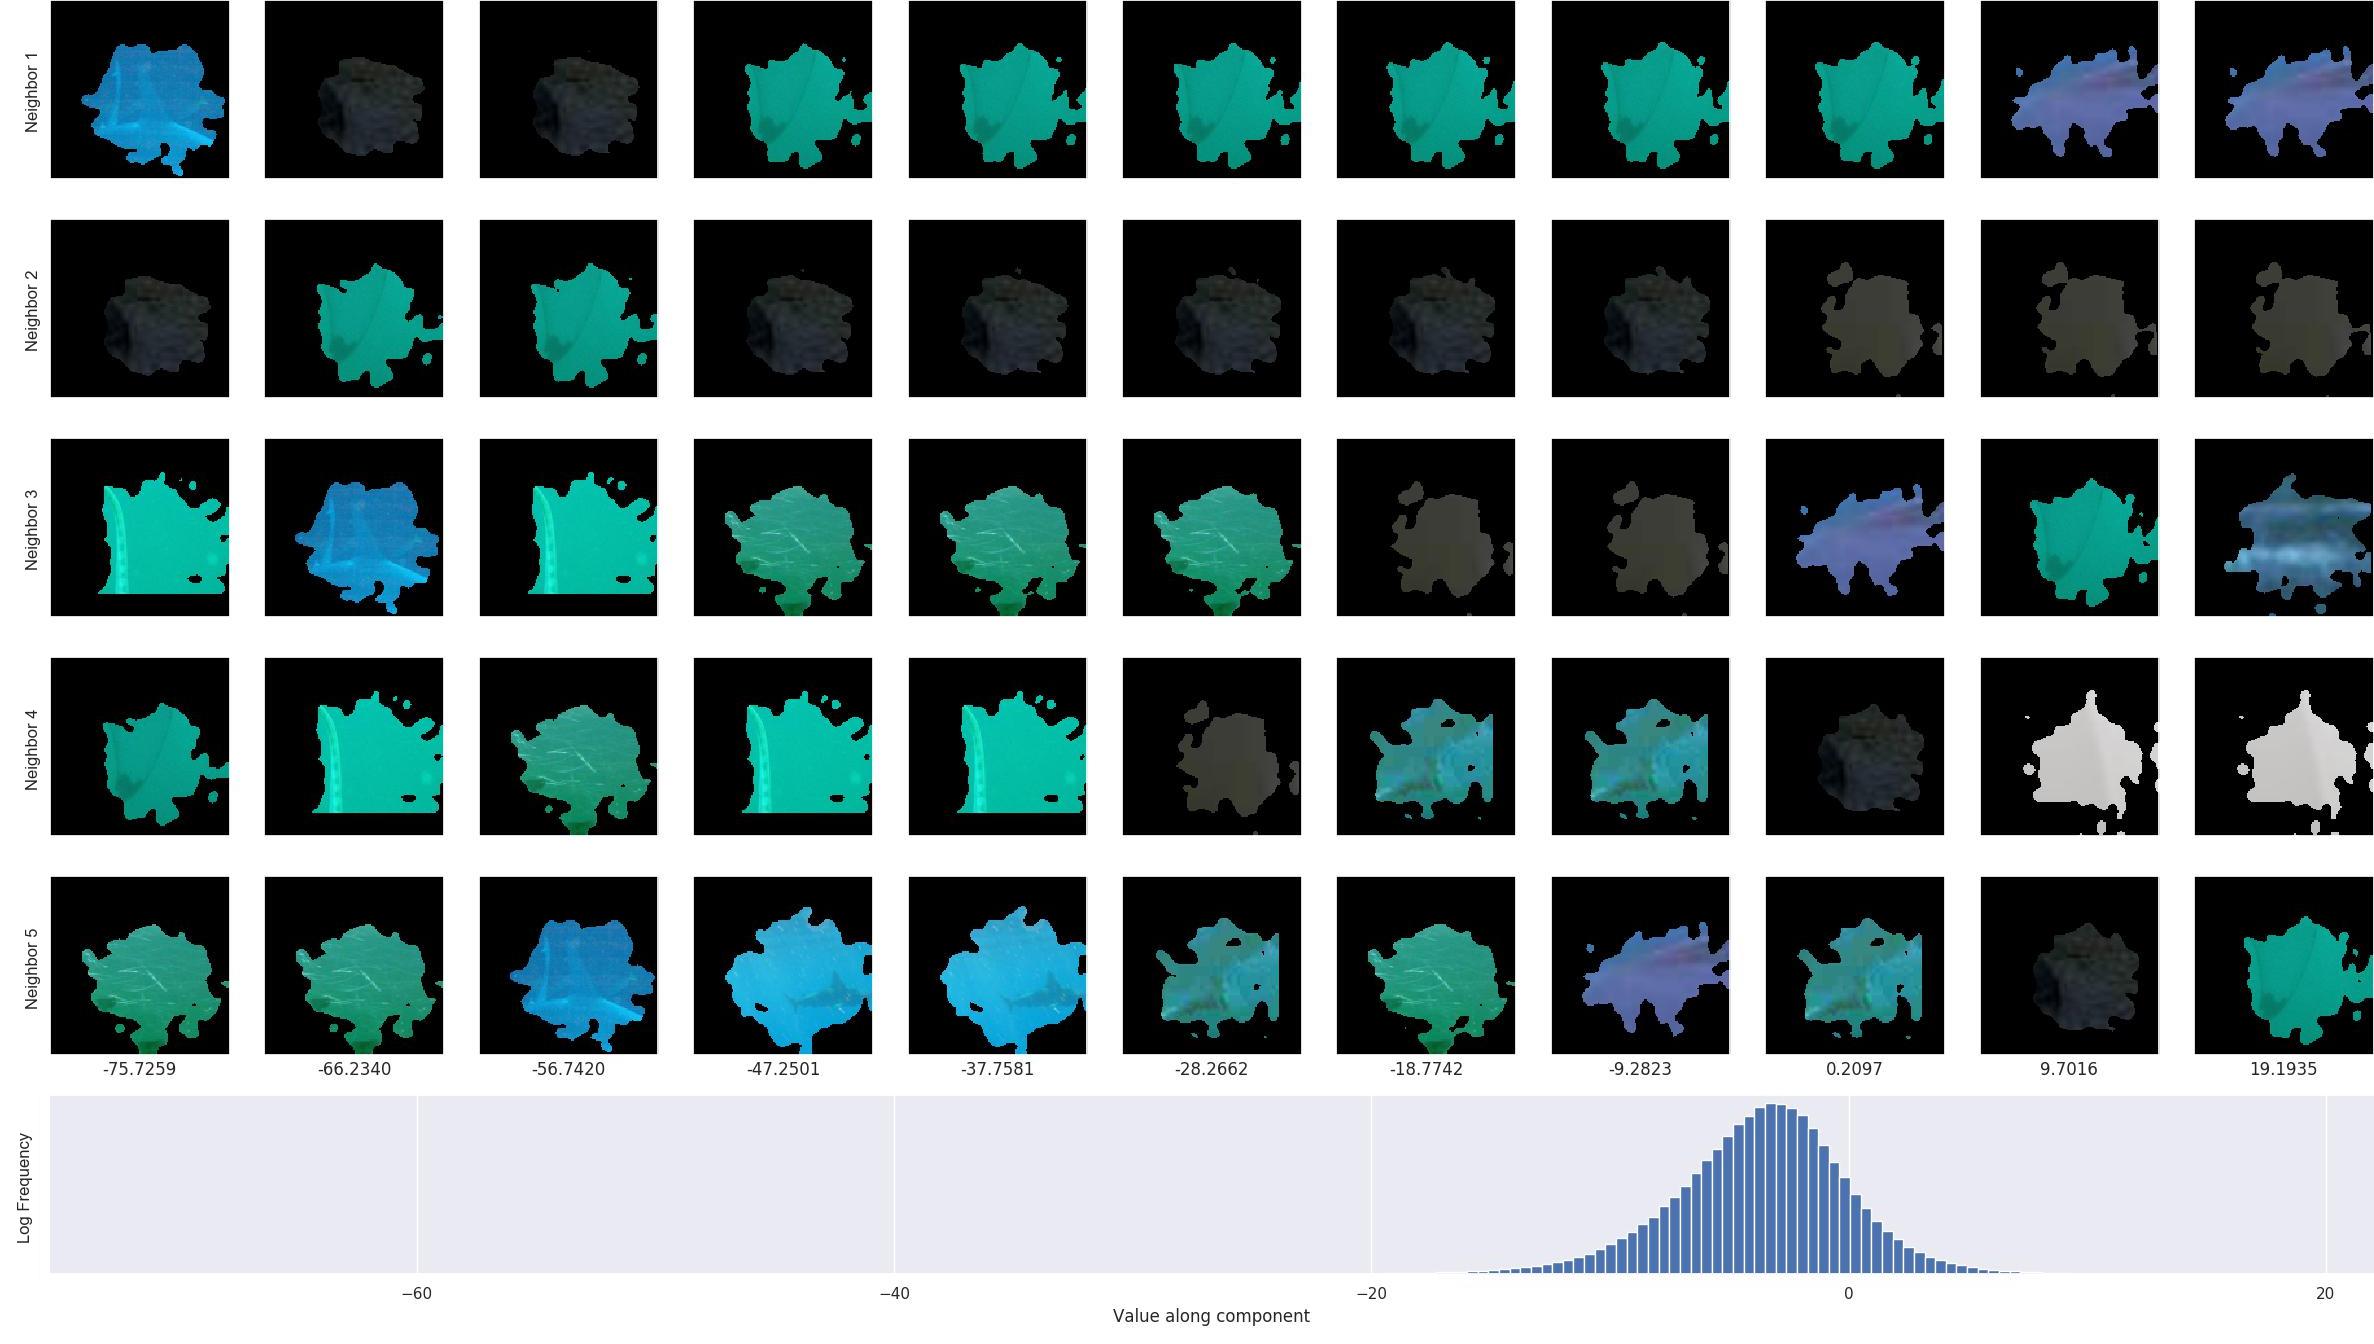 Neighbor 1
Neighbor 2
Neighbor 3
Neighbor 4
Neighbor 5
-75.7259 -66.2340 -56.7420 -47.2501 -37.7581 -28.2662 -18.7742 -9.2823 0.2097 9.7016 19.1935
Log Frequency
−60 −40 −20 0 20
Value along component